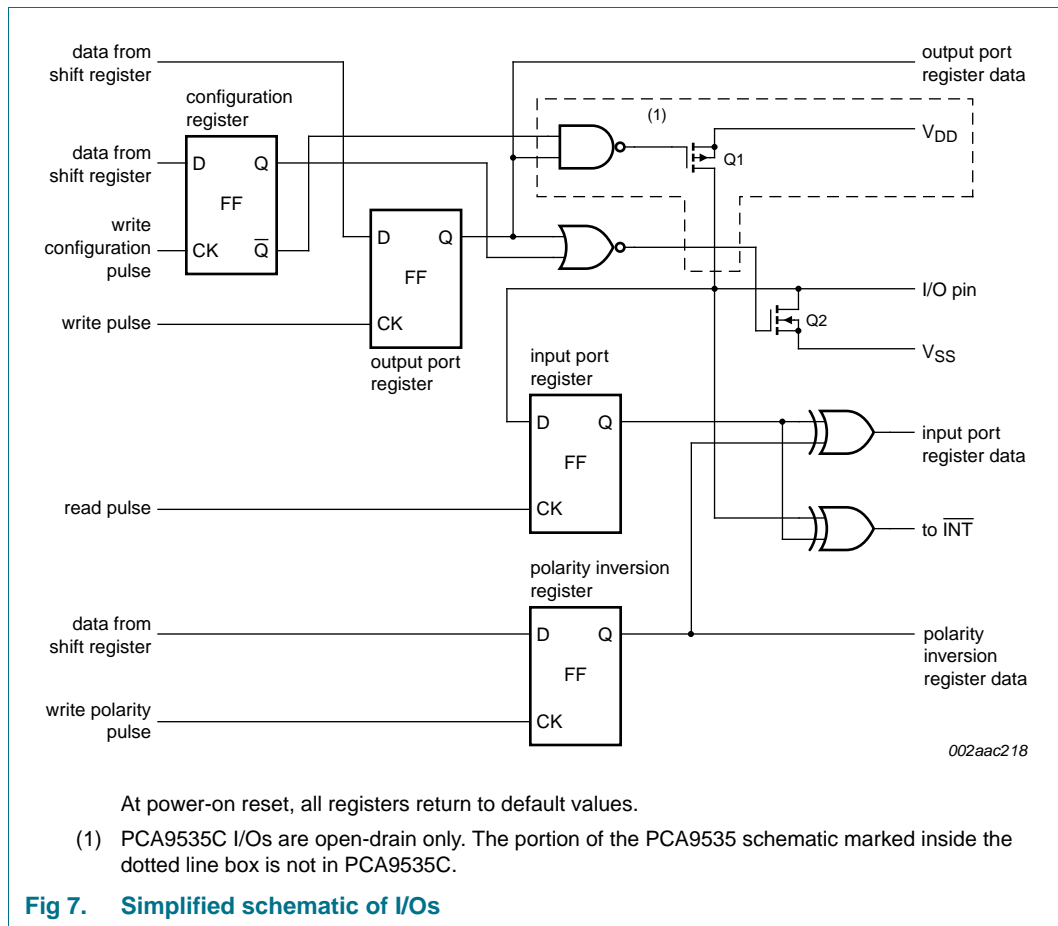 data from
shift register
output port
register data
configuration
register
(1)
VDD
data from
shift register
D
Q
Q1
FF
write
configuration
pulse
CK
Q̅
D
Q
FF
I/O pin
Q2
write pulse
CK
VSS
output port
register
input port
register
D
Q
input port
register data
FF
read pulse
CK
to I̅N̅T̅
polarity inversion
register
data from
shift register
D
Q
polarity
inversion
register data
FF
write polarity
pulse
CK
002aac218
At power-on reset, all registers return to default values.
(1) PCA9535C I/Os are open-drain only. The portion of the PCA9535 schematic marked inside the
dotted line box is not in PCA9535C.
Fig 7. Simplified schematic of I/Os